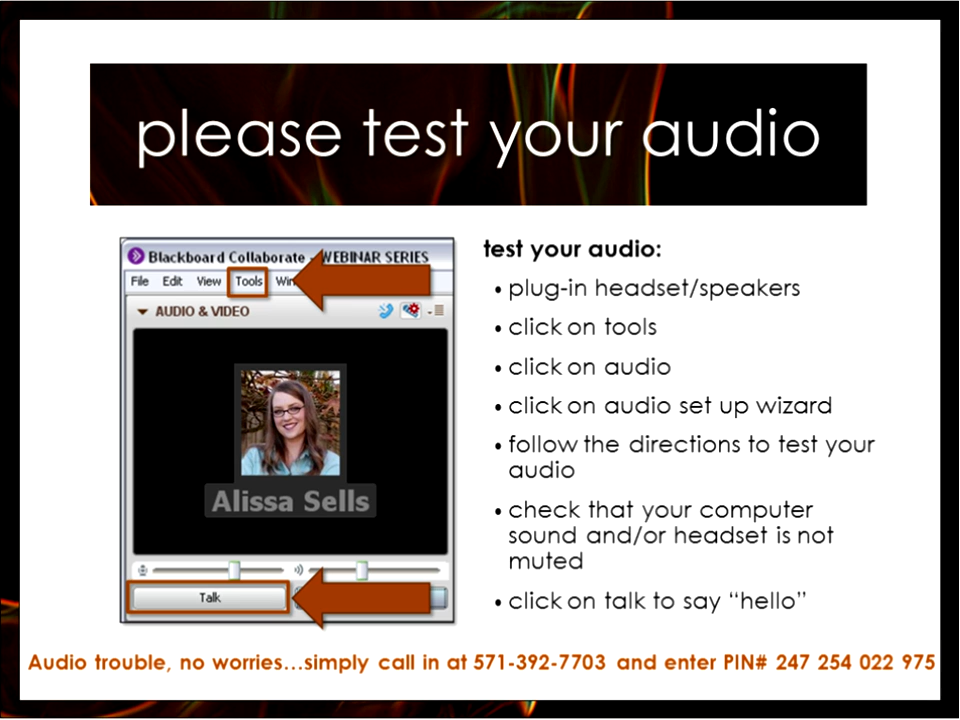 please test your audio
Blackboard Collaborate - WEBINAR SERIES
File Edit View Tools
AUDIO & VIDEO
Alissa Sells
Talk
test your audio:
• plug-in headset/speakers
• click on tools
• click on audio
• click on audio set up wizard
• follow the directions to test your
audio
• check that your computer
sound and/or headset is not
muted
• click on talk to say “hello”
Audio trouble, no worries…simply call in at 571-392-7703 and enter PIN# 247 254 022 975